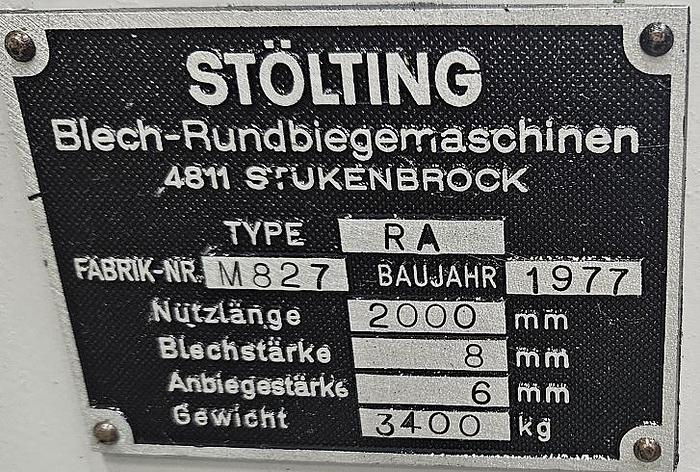 STÖLTING
Blech-Rundbiegemaschinen
4811 STUKENBROCK
TYPE RA
FABRIK-NR. M827 BAUJAHR 1977
Nutzlänge 2000 mm
Blechstärke 8 mm
Anbiegestärke 6 mm
Gewicht 3400 kg